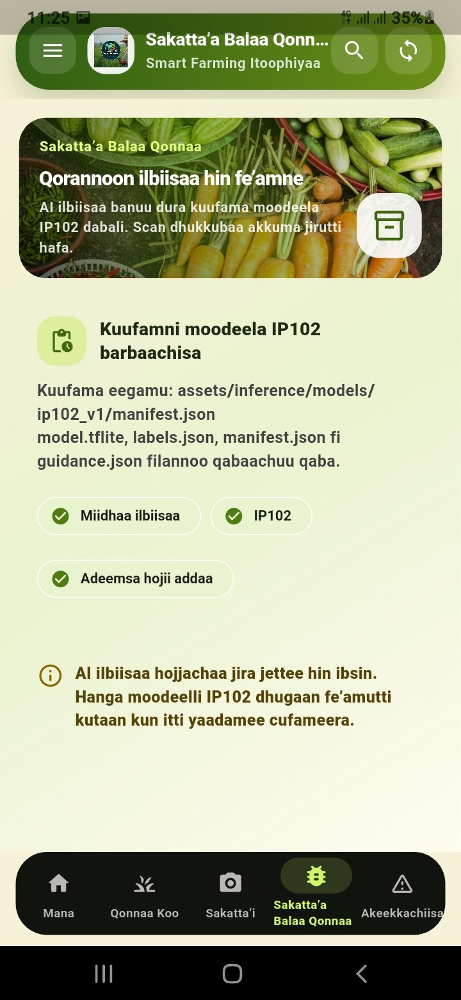 11:25
4G
35%
Sakatta’a Balaa Qonn...
Smart Farming Itoophiyaa
Sakatta’a Balaa Qonnaa
Qorannoon ilbiisaa hin fe’amne
AI ilbiisaa banuu dura kuufama moodeela
IP102 dabali. Scan dhukkubaa akkuma jirutti
hafa.
Kuufamni moodeela IP102
barbaachisa
Kuufama eegamu: assets/inference/models/
ip102_v1/manifest.json
model.tflite, labels.json, manifest.json fi
guidance.json filannoo qabaachuu qaba.
Miidhaa ilbiisaa
IP102
Adeemsa hojii addaa
AI ilbiisaa hojjachaa jira jettee hin ibsin.
Hanga moodeelli IP102 dhugaan fe’amutti
kutaan kun itti yaadamee cufameera.
Mana
Qonnaa Koo
Sakatta’i
Sakatta’a
Balaa Qonnaa
Akeekkachiisa